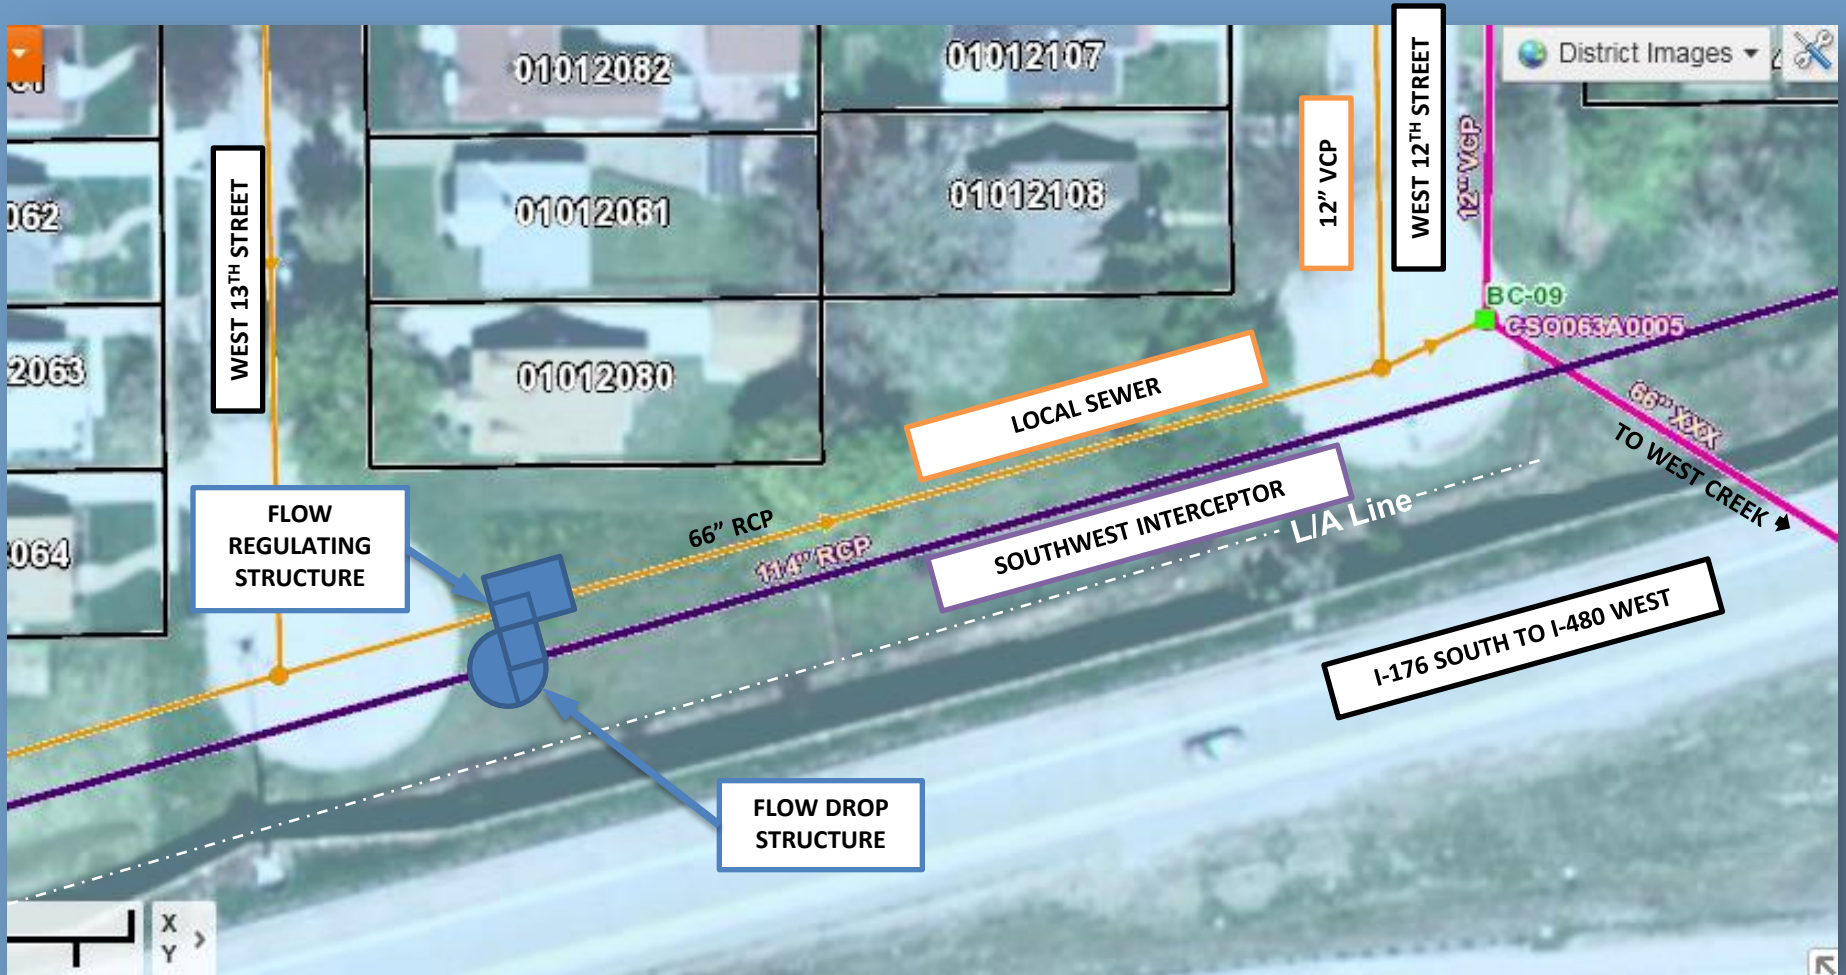 District Images
01012082
01012107
WEST 12TH STREET
12" VCP
12" VCP
062
01012081
01012108
WEST 13TH STREET
BC-09
CSO063A0005
2063
01012080
LOCAL SEWER
66" XXX
TO WEST CREEK
FLOW
REGULATING
STRUCTURE
064
66” RCP
114" RCP
SOUTHWEST INTERCEPTOR
L/A Line
I-176 SOUTH TO I-480 WEST
FLOW DROP
STRUCTURE
X
Y